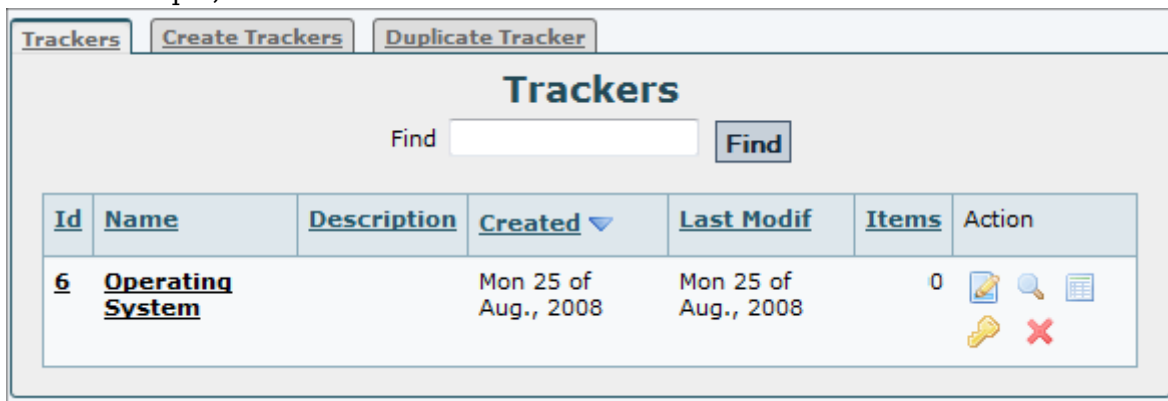 Trackers Create Trackers Duplicate Tracker
Trackers
Find Find
Id Name Description Created Last Modif Items Action
6 Operating Mon 25 of Mon 25 of 0
System Aug., 2008 Aug., 2008